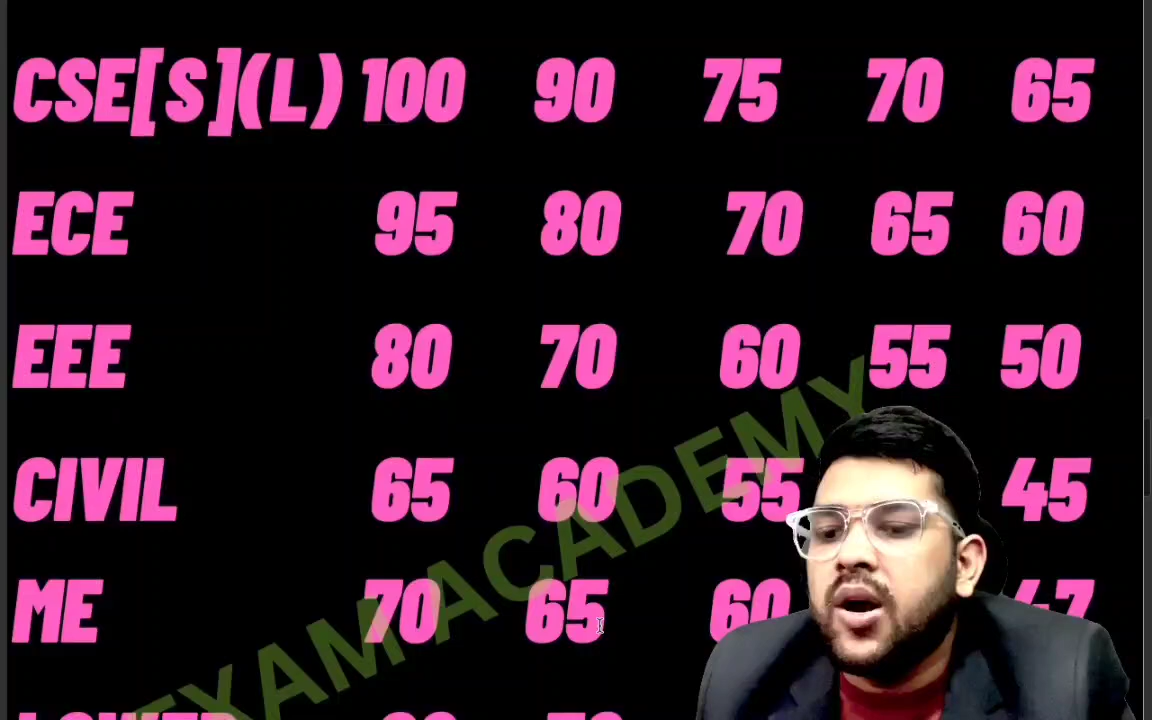 CSE[S](L) 100 90 75 70 65
ECE 95 80 70 65 60
EEE 80 70 60 55 50
CIVIL 65 60 55 45
ME 70 65 60 47
EXAM ACADEMY